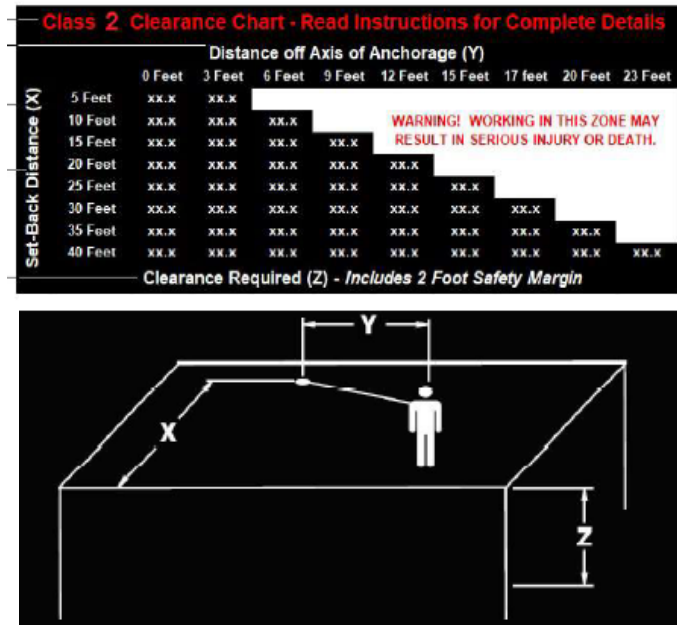 Class 2 Clearance Chart - Read Instructions for Complete Details
Distance off Axis of Anchorage (Y)
0 Feet 3 Feet 6 Feet 9 Feet 12 Feet 15 Feet 17 feet 20 Feet 23 Feet
Set-Back Distance (X)
5 Feet xx.x xx.x
10 Feet xx.x xx.x xx.x
15 Feet xx.x xx.x xx.x xx.x
20 Feet xx.x xx.x xx.x xx.x xx.x
25 Feet xx.x xx.x xx.x xx.x xx.x xx.x
30 Feet xx.x xx.x xx.x xx.x xx.x xx.x xx.x
35 Feet xx.x xx.x xx.x xx.x xx.x xx.x xx.x xx.x
40 Feet xx.x xx.x xx.x xx.x xx.x xx.x xx.x xx.x xx.x
WARNING! WORKING IN THIS ZONE MAY
RESULT IN SERIOUS INJURY OR DEATH.
Clearance Required (Z) - Includes 2 Foot Safety Margin
Y
X
Z